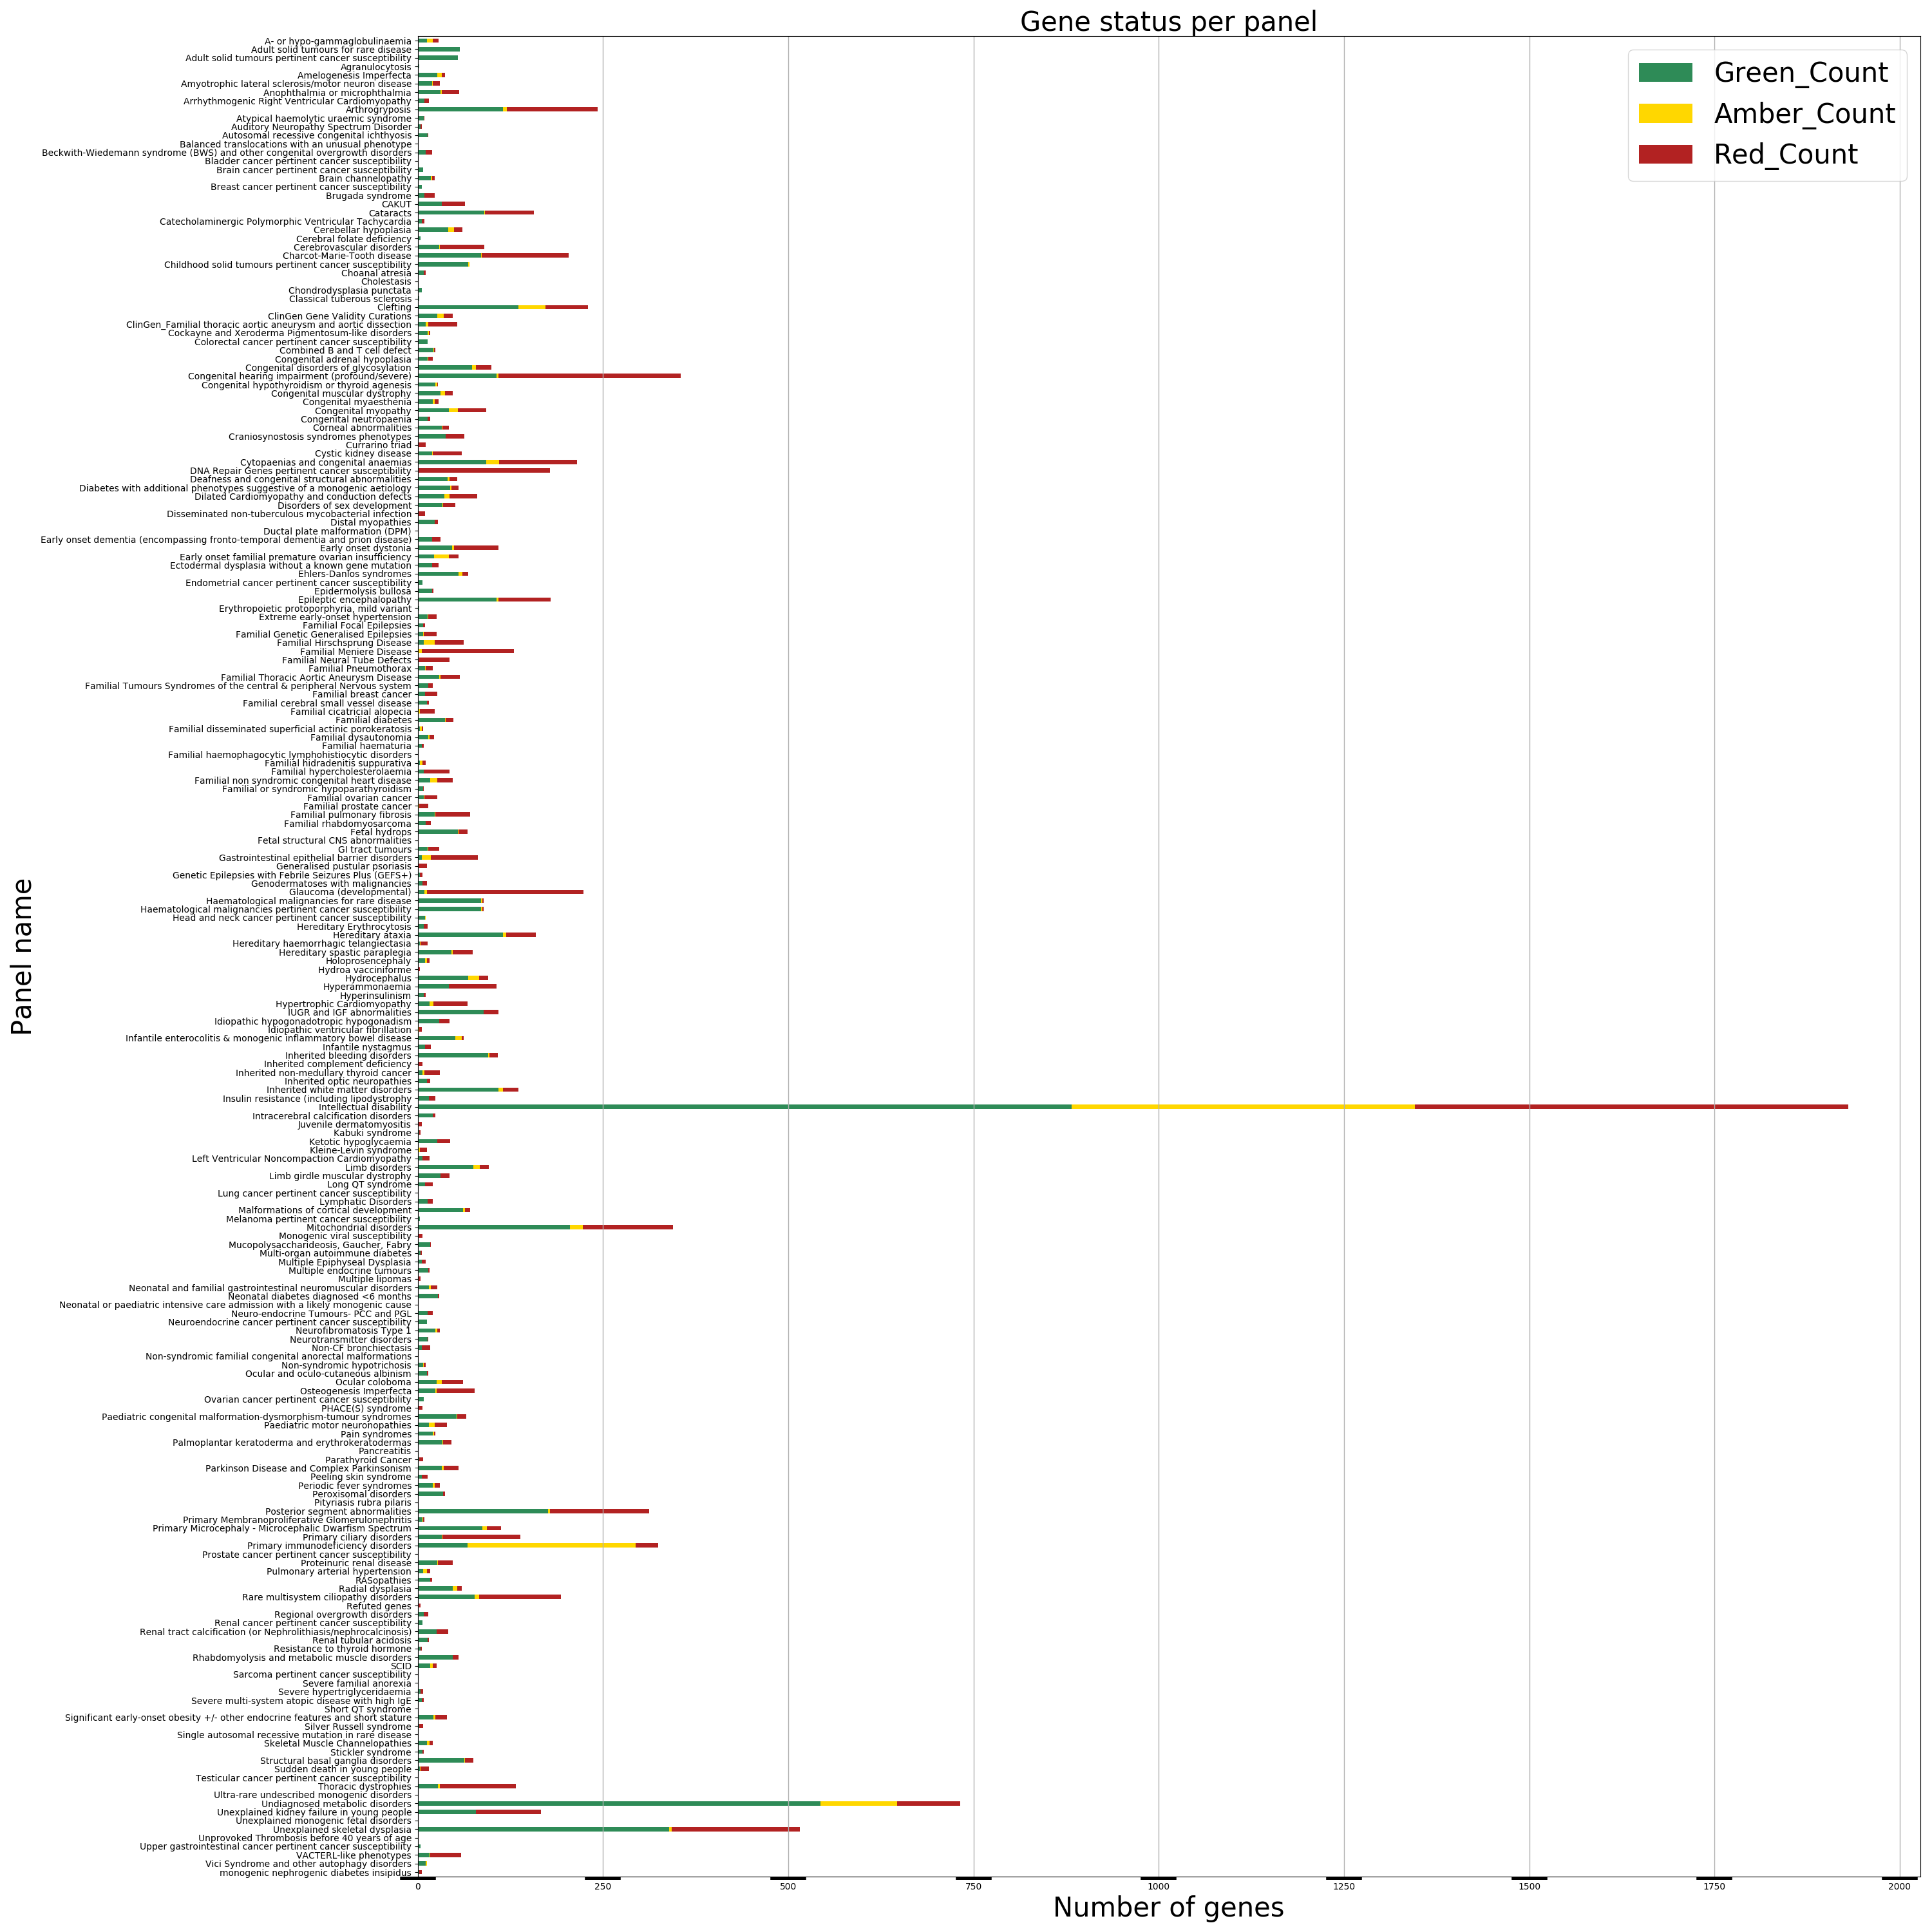 Gene status per panel
Green_Count
Amber_Count
Red_Count
Panel name
A- or hypo-gammaglobulinaemia
Adult solid tumours for rare disease
Adult solid tumours pertinent cancer susceptibility
Agranulocytosis
Amelogenesis Imperfecta
Amyotrophic lateral sclerosis/motor neuron disease
Anophthalmia or microphthalmia
Arrhythmogenic Right Ventricular Cardiomyopathy
Arthrogryposis
Atypical haemolytic uraemic syndrome
Auditory Neuropathy Spectrum Disorder
Autosomal recessive congenital ichthyosis
Balanced translocations with an unusual phenotype
Beckwith-Wiedemann syndrome (BWS) and other congenital overgrowth disorders
Bladder cancer pertinent cancer susceptibility
Brain cancer pertinent cancer susceptibility
Brain channelopathy
Breast cancer pertinent cancer susceptibility
Brugada syndrome
CAKUT
Cataracts
Catecholaminergic Polymorphic Ventricular Tachycardia
Cerebellar hypoplasia
Cerebral folate deficiency
Cerebrovascular disorders
Charcot-Marie-Tooth disease
Childhood solid tumours pertinent cancer susceptibility
Choanal atresia
Cholestasis
Chondrodysplasia punctata
Classical tuberous sclerosis
Clefting
ClinGen Gene Validity Curations
ClinGen_Familial thoracic aortic aneurysm and aortic dissection
Cockayne and Xeroderma Pigmentosum-like disorders
Colorectal cancer pertinent cancer susceptibility
Combined B and T cell defect
Congenital adrenal hypoplasia
Congenital disorders of glycosylation
Congenital hearing impairment (profound/severe)
Congenital hypothyroidism or thyroid agenesis
Congenital muscular dystrophy
Congenital myaesthenia
Congenital myopathy
Congenital neutropaenia
Corneal abnormalities
Craniosynostosis syndromes phenotypes
Currarino triad
Cystic kidney disease
Cytopaenias and congenital anaemias
DNA Repair Genes pertinent cancer susceptibility
Deafness and congenital structural abnormalities
Diabetes with additional phenotypes suggestive of a monogenic aetiology
Dilated Cardiomyopathy and conduction defects
Disorders of sex development
Disseminated non-tuberculous mycobacterial infection
Distal myopathies
Ductal plate malformation (DPM)
Early onset dementia (encompassing fronto-temporal dementia and prion disease)
Early onset dystonia
Early onset familial premature ovarian insufficiency
Ectodermal dysplasia without a known gene mutation
Ehlers-Danlos syndromes
Endometrial cancer pertinent cancer susceptibility
Epidermolysis bullosa
Epileptic encephalopathy
Erythropoietic protoporphyria, mild variant
Extreme early-onset hypertension
Familial Focal Epilepsies
Familial Genetic Generalised Epilepsies
Familial Hirschsprung Disease
Familial Meniere Disease
Familial Neural Tube Defects
Familial Pneumothorax
Familial Thoracic Aortic Aneurysm Disease
Familial Tumours Syndromes of the central & peripheral Nervous system
Familial breast cancer
Familial cerebral small vessel disease
Familial cicatricial alopecia
Familial diabetes
Familial disseminated superficial actinic porokeratosis
Familial dysautonomia
Familial haematuria
Familial haemophagocytic lymphohistiocytic disorders
Familial hidradenitis suppurativa
Familial hypercholesterolaemia
Familial non syndromic congenital heart disease
Familial or syndromic hypoparathyroidism
Familial ovarian cancer
Familial prostate cancer
Familial pulmonary fibrosis
Familial rhabdomyosarcoma
Fetal hydrops
Fetal structural CNS abnormalities
GI tract tumours
Gastrointestinal epithelial barrier disorders
Generalised pustular psoriasis
Genetic Epilepsies with Febrile Seizures Plus (GEFS+)
Genodermatoses with malignancies
Glaucoma (developmental)
Haematological malignancies for rare disease
Haematological malignancies pertinent cancer susceptibility
Head and neck cancer pertinent cancer susceptibility
Hereditary Erythrocytosis
Hereditary ataxia
Hereditary haemorrhagic telangiectasia
Hereditary spastic paraplegia
Holoprosencephaly
Hydroa vacciniforme
Hydrocephalus
Hyperammonaemia
Hyperinsulinism
Hypertrophic Cardiomyopathy
IUGR and IGF abnormalities
Idiopathic hypogonadotropic hypogonadism
Idiopathic ventricular fibrillation
Infantile enterocolitis & monogenic inflammatory bowel disease
Infantile nystagmus
Inherited bleeding disorders
Inherited complement deficiency
Inherited non-medullary thyroid cancer
Inherited optic neuropathies
Inherited white matter disorders
Insulin resistance (including lipodystrophy
Intellectual disability
Intracerebral calcification disorders
Juvenile dermatomyositis
Kabuki syndrome
Ketotic hypoglycaemia
Kleine-Levin syndrome
Left Ventricular Noncompaction Cardiomyopathy
Limb disorders
Limb girdle muscular dystrophy
Long QT syndrome
Lung cancer pertinent cancer susceptibility
Lymphatic Disorders
Malformations of cortical development
Melanoma pertinent cancer susceptibility
Mitochondrial disorders
Monogenic viral susceptibility
Mucopolysaccharideosis, Gaucher, Fabry
Multi-organ autoimmune diabetes
Multiple Epiphyseal Dysplasia
Multiple endocrine tumours
Multiple lipomas
Neonatal and familial gastrointestinal neuromuscular disorders
Neonatal diabetes diagnosed <6 months
Neonatal or paediatric intensive care admission with a likely monogenic cause
Neuro-endocrine Tumours- PCC and PGL
Neuroendocrine cancer pertinent cancer susceptibility
Neurofibromatosis Type 1
Neurotransmitter disorders
Non-CF bronchiectasis
Non-syndromic familial congenital anorectal malformations
Non-syndromic hypotrichosis
Ocular and oculo-cutaneous albinism
Ocular coloboma
Osteogenesis Imperfecta
Ovarian cancer pertinent cancer susceptibility
PHACE(S) syndrome
Paediatric congenital malformation-dysmorphism-tumour syndromes
Paediatric motor neuronopathies
Pain syndromes
Palmoplantar keratoderma and erythrokeratodermas
Pancreatitis
Parathyroid Cancer
Parkinson Disease and Complex Parkinsonism
Peeling skin syndrome
Periodic fever syndromes
Peroxisomal disorders
Pityriasis rubra pilaris
Posterior segment abnormalities
Primary Membranoproliferative Glomerulonephritis
Primary Microcephaly - Microcephalic Dwarfism Spectrum
Primary ciliary disorders
Primary immunodeficiency disorders
Prostate cancer pertinent cancer susceptibility
Proteinuric renal disease
Pulmonary arterial hypertension
RASopathies
Radial dysplasia
Rare multisystem ciliopathy disorders
Refuted genes
Regional overgrowth disorders
Renal cancer pertinent cancer susceptibility
Renal tract calcification (or Nephrolithiasis/nephrocalcinosis)
Renal tubular acidosis
Resistance to thyroid hormone
Rhabdomyolysis and metabolic muscle disorders
SCID
Sarcoma pertinent cancer susceptibility
Severe familial anorexia
Severe hypertriglyceridaemia
Severe multi-system atopic disease with high IgE
Short QT syndrome
Significant early-onset obesity +/- other endocrine features and short stature
Silver Russell syndrome
Single autosomal recessive mutation in rare disease
Skeletal Muscle Channelopathies
Stickler syndrome
Structural basal ganglia disorders
Sudden death in young people
Testicular cancer pertinent cancer susceptibility
Thoracic dystrophies
Ultra-rare undescribed monogenic disorders
Undiagnosed metabolic disorders
Unexplained kidney failure in young people
Unexplained monogenic fetal disorders
Unexplained skeletal dysplasia
Unprovoked Thrombosis before 40 years of age
Upper gastrointestinal cancer pertinent cancer susceptibility
VACTERL-like phenotypes
Vici Syndrome and other autophagy disorders
monogenic nephrogenic diabetes insipidus
0 250 500 750 1000 1250 1500 1750 2000
Number of genes